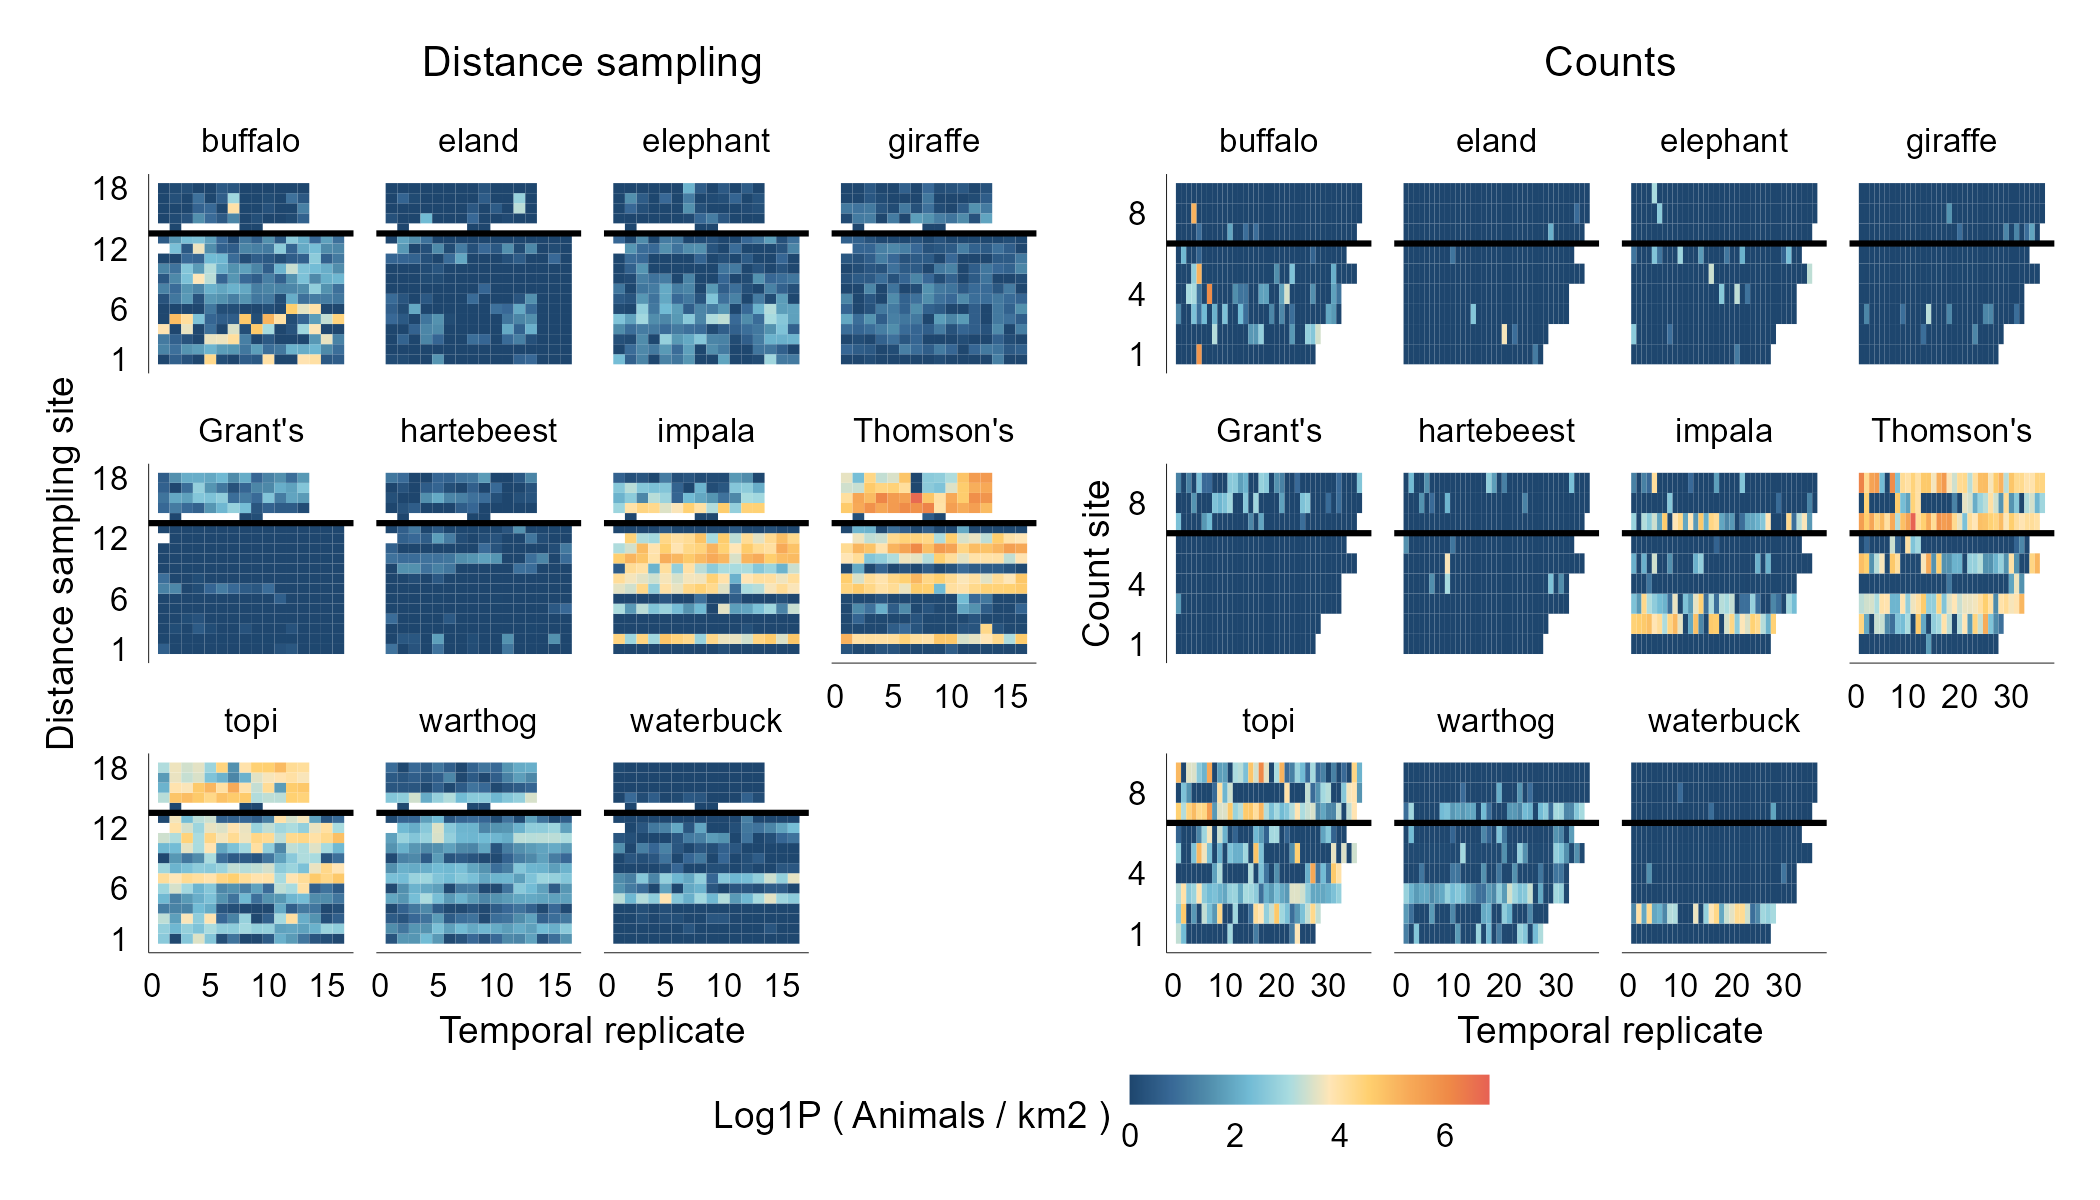 Distance sampling
Counts
buffalo eland elephant giraffe
buffalo eland elephant giraffe
18
12
6
1
8
4
1
Grant's hartebeest impala Thomson's
Grant's hartebeest impala Thomson's
18
12
6
1
8
4
1
0 5 10 15
0 10 20 30
topi warthog waterbuck
topi warthog waterbuck
18
12
6
1
8
4
1
0 5 10 15 0 5 10 15 0 5 10 15
0 10 20 30 0 10 20 30 0 10 20 30
Distance sampling site
Count site
Temporal replicate
Temporal replicate
Log1P ( Animals / km2 )
0 2 4 6